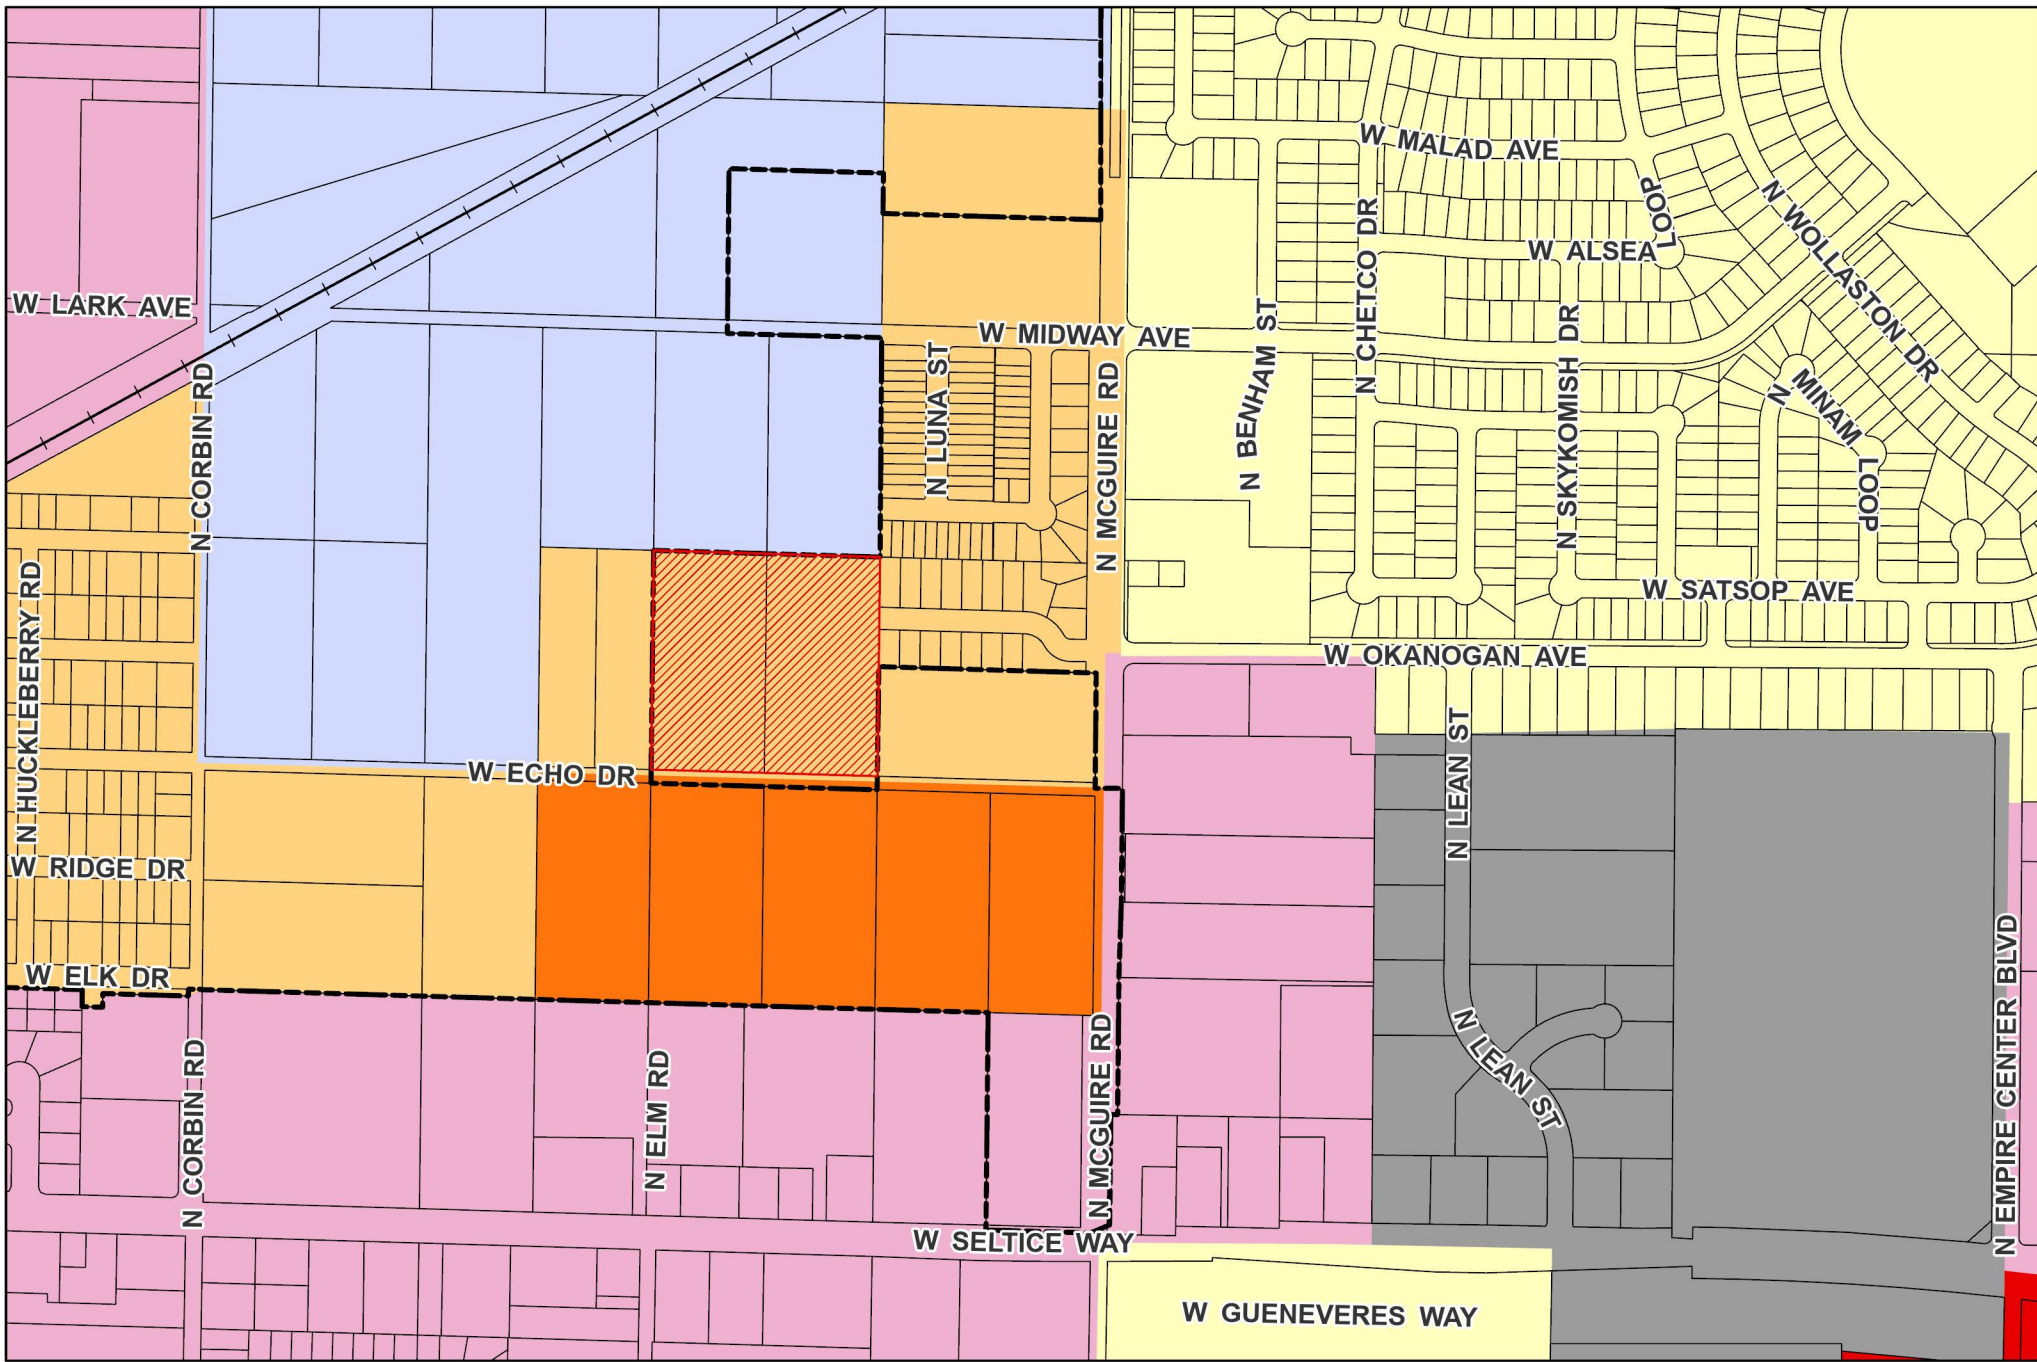 W MALAD AVE
LOOP
N WOLLASTON DR
N CHETCO DR
W ALSEA
W LARK AVE
N BENHAM ST
W MIDWAY AVE
N SKYKOMISH DR
N LUNA ST
N CORBIN RD
N MCGUIRE RD
N MINAM LOOP
N HUCKLEBERRY RD
W SATSOP AVE
W OKANOGAN AVE
N LEAN ST
W ECHO DR
W RIDGE DR
W ELK DR
N EMPIRE CENTER BLVD
N LEAN ST
N CORBIN RD
N ELM RD
N MCGUIRE RD
W SELTICE WAY
W GUENEVERES WAY